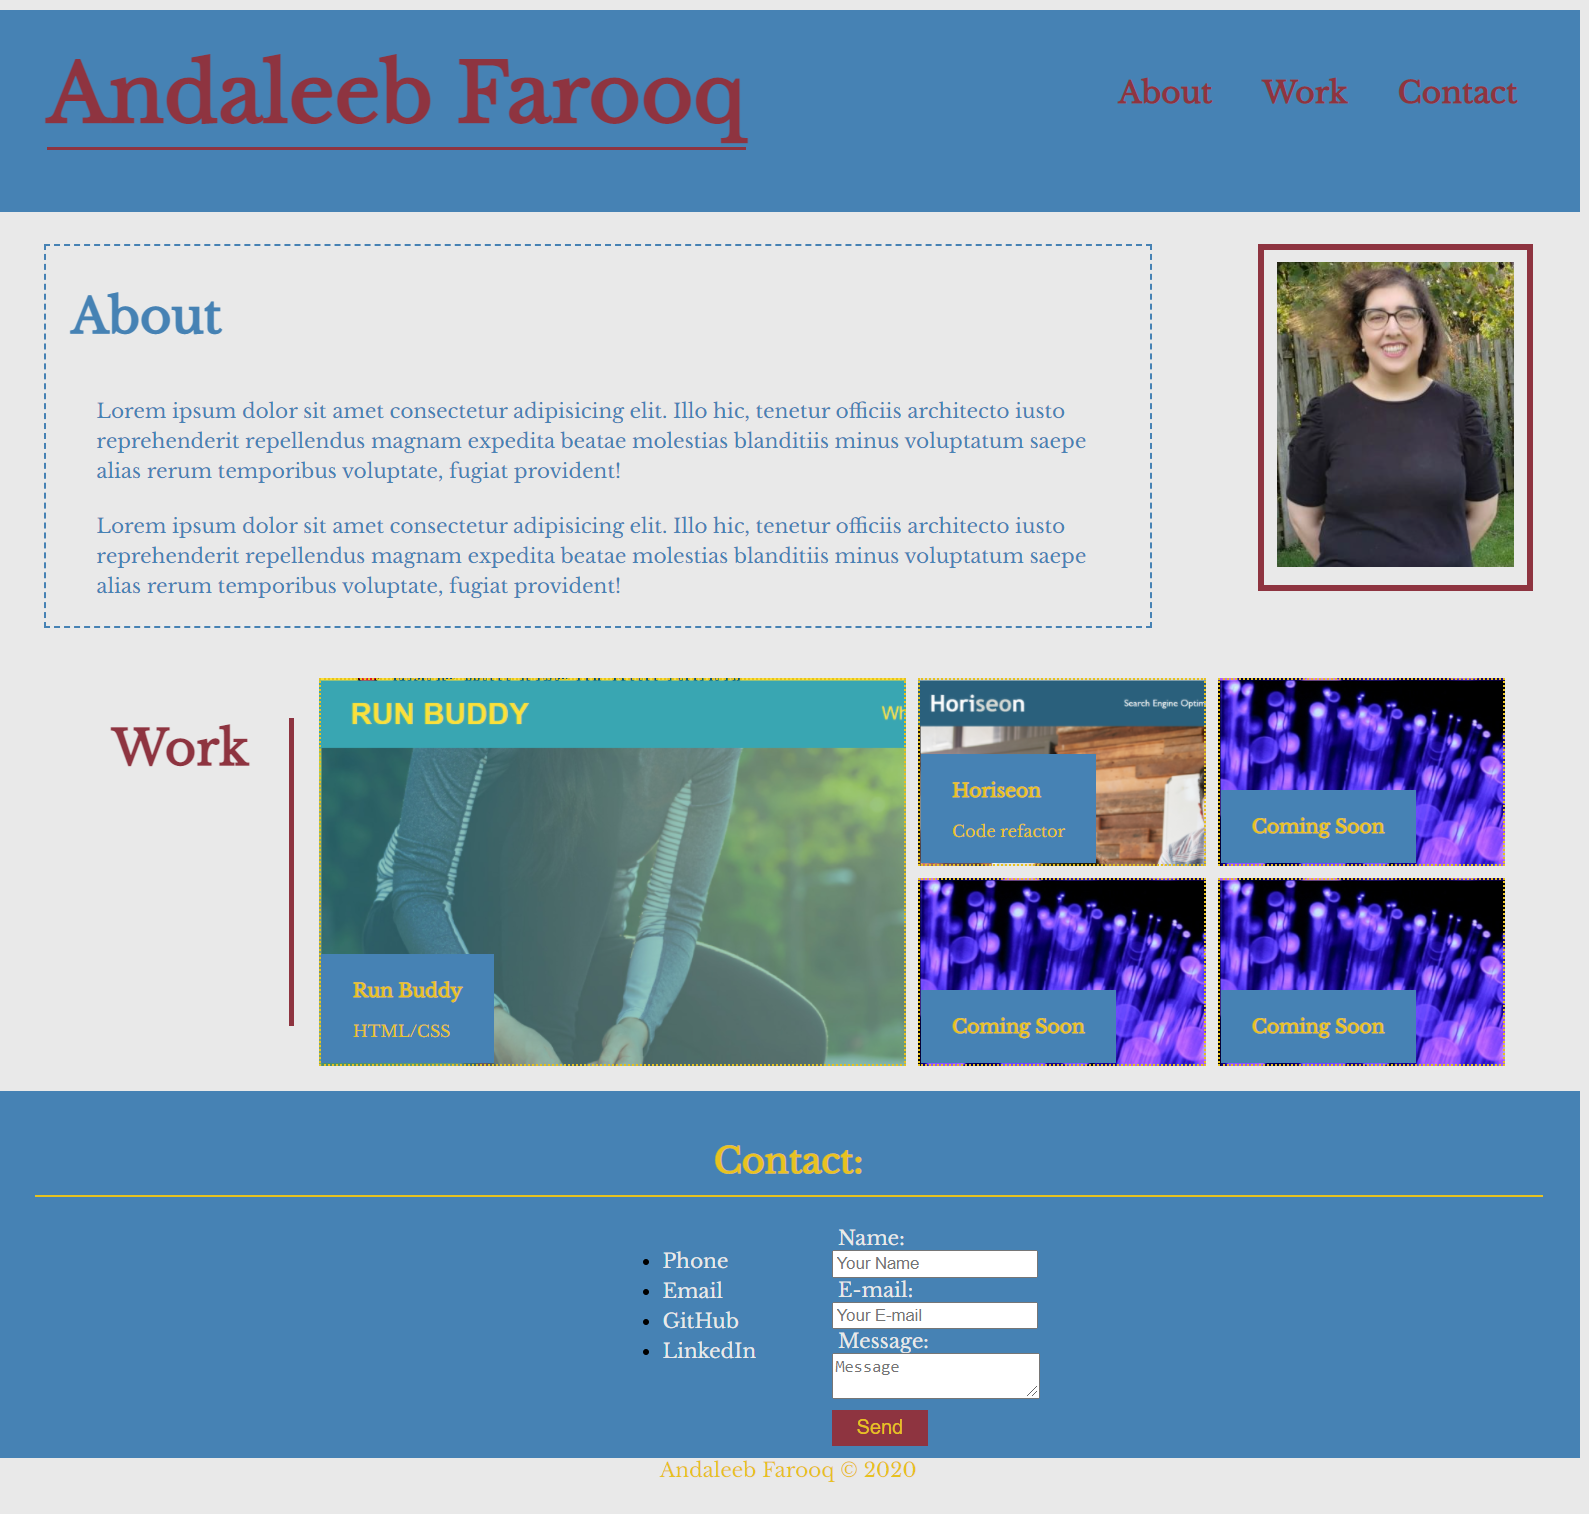 Andaleeb Farooq
About Work Contact
About
Lorem ipsum dolor sit amet consectetur adipisicing elit. Illo hic, tenetur officiis architecto iusto
reprehenderit repellendus magnam expedita beatae molestias blanditiis minus voluptatum saepe
alias rerum temporibus voluptate, fugiat provident!
Lorem ipsum dolor sit amet consectetur adipisicing elit. Illo hic, tenetur officiis architecto iusto
reprehenderit repellendus magnam expedita beatae molestias blanditiis minus voluptatum saepe
alias rerum temporibus voluptate, fugiat provident!
Work
RUN BUDDY
Wh
Run Buddy
HTML/CSS
Horiseon
Search Engine Optim
Horiseon
Code refactor
Coming Soon
Coming Soon
Coming Soon
Contact:
Phone
Email
GitHub
LinkedIn
Name:
Your Name
E-mail:
Your E-mail
Message:
Message
Send
Andaleeb Farooq © 2020